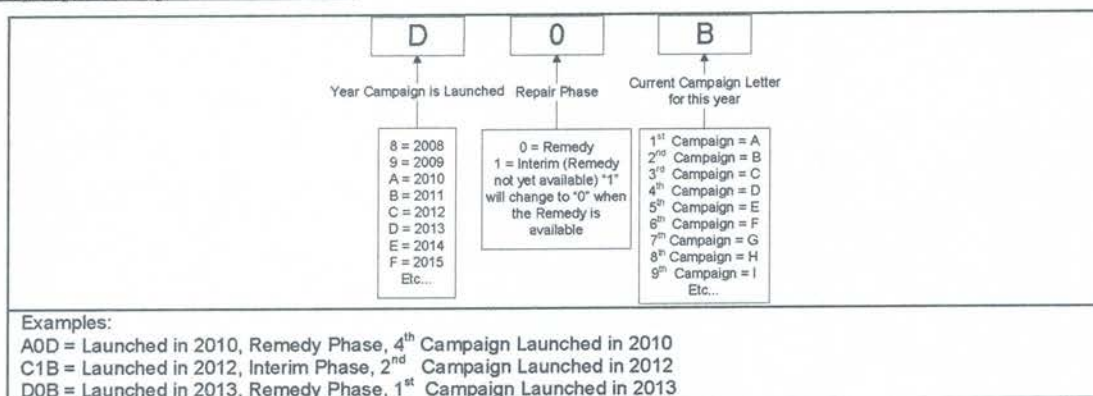 D 0 B
Year Campaign is Launched
Repair Phase
Current Campaign Letter
for this year
8 = 2008
9 = 2009
A = 2010
B = 2011
C = 2012
D = 2013
E = 2014
F = 2015
Etc...
0 = Remedy
1 = Interim (Remedy
not yet available) "1"
will change to "0" when
the Remedy is
available
1st Campaign = A
2nd Campaign = B
3rd Campaign = C
4th Campaign = D
5th Campaign = E
6th Campaign = F
7th Campaign = G
8th Campaign = H
9th Campaign = I
Etc...
Examples:
A0D = Launched in 2010, Remedy Phase, 4th Campaign Launched in 2010
C1B = Launched in 2012, Interim Phase, 2nd Campaign Launched in 2012
D0B = Launched in 2013, Remedy Phase, 1st Campaign Launched in 2013